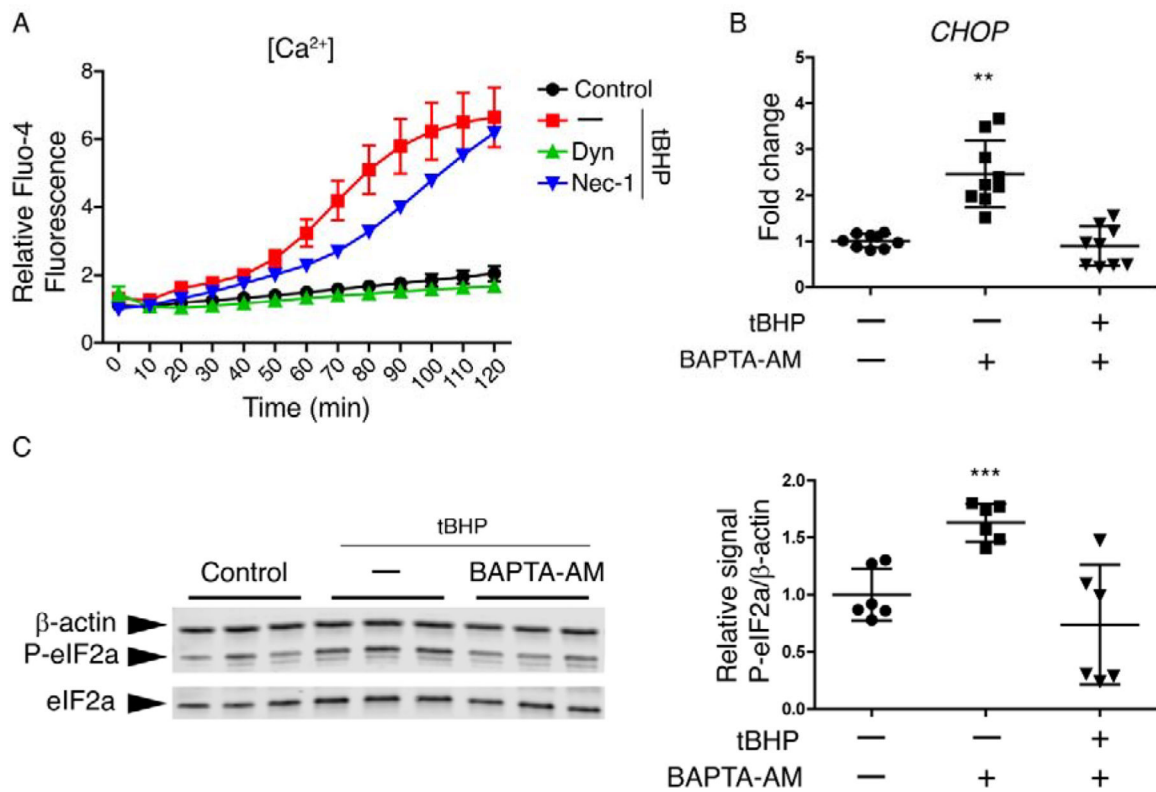 A
[Ca²⁺]
Relative Fluo-4
Fluorescence
8
6
4
2
0
0 10 20 30 40 50 60 70 80 90 100 110 120
Time (min)
Control
—
Dyn
Nec-1
tBHP
B
CHOP
**
Fold change
5
4
3
2
1
0
tBHP — — +
BAPTA-AM — + +
C
tBHP
Control — BAPTA-AM
β-actin
P-eIF2a
eIF2a
***
Relative signal
P-eIF2a/β-actin
2.0
1.5
1.0
0.5
0.0
tBHP — — +
BAPTA-AM — + +